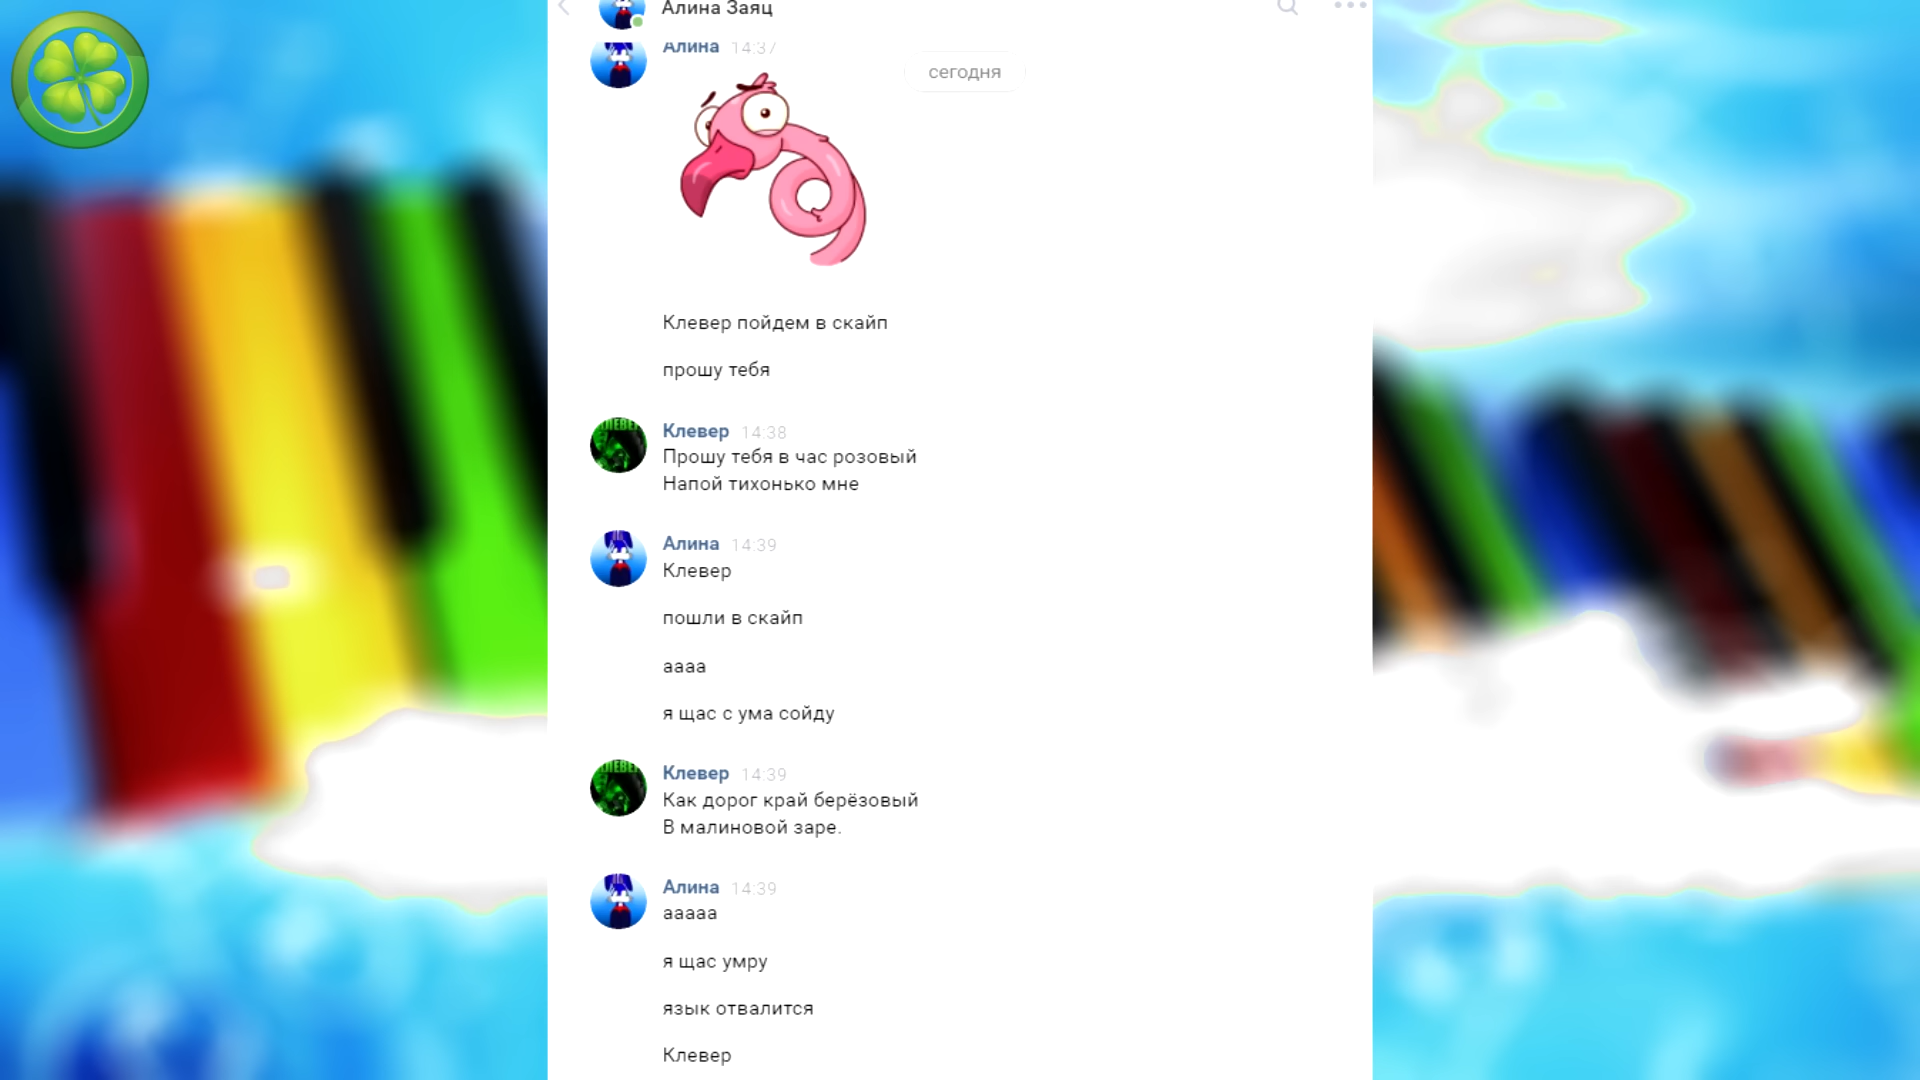 Алина Заяц
Алина 14:37
сегодня
Клевер пойдем в скайп
прошу тебя
Клевер 14:38
Прошу тебя в час розовый
Напой тихонько мне
Алина 14:39
Клевер
пошли в скайп
аааа
я щас с ума сойду
Клевер 14:39
Как дорог край берёзовый
В малиновой заре.
Алина 14:39
ааааа
я щас умру
язык отвалится
Клевер